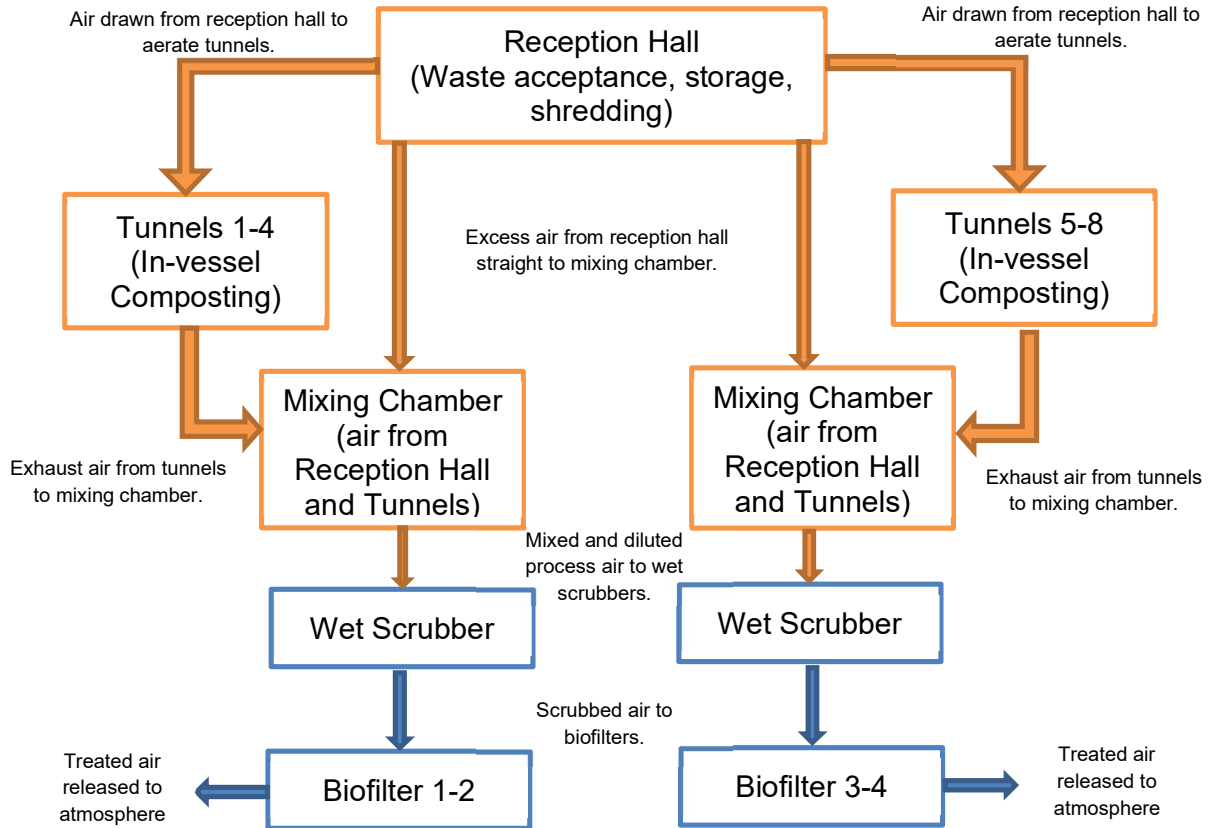 Air drawn from reception hall to
aerate tunnels.
Reception Hall
(Waste acceptance, storage,
shredding)
Air drawn from reception hall to
aerate tunnels.
Tunnels 1-4
(In-vessel
Composting)
Excess air from reception hall
straight to mixing chamber.
Tunnels 5-8
(In-vessel
Composting)
Mixing Chamber
(air from
Reception Hall
and Tunnels)
Mixing Chamber
(air from
Reception Hall
and Tunnels)
Exhaust air from tunnels
to mixing chamber.
Exhaust air from tunnels
to mixing chamber.
Mixed and diluted
process air to wet
scrubbers.
Wet Scrubber
Wet Scrubber
Scrubbed air to
biofilters.
Treated air
released to
atmosphere
Biofilter 1-2
Biofilter 3-4
Treated air
released to
atmosphere